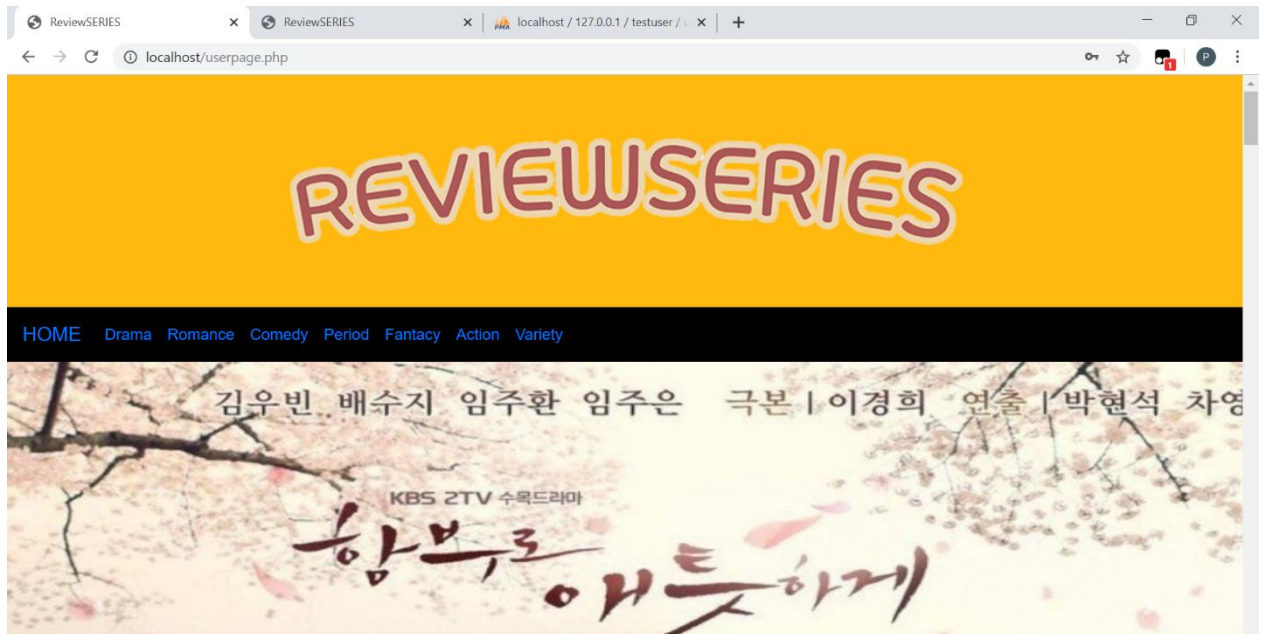 ReviewSERIES
ReviewSERIES
localhost / 127.0.0.1 / testuser / u
localhost/userpage.php
1
P
REVIEWSERIES
HOME Drama Romance Comedy Period Fantacy Action Variety
김우빈 배수지 임주환 임주은 극본 | 이경희 연출 | 박현석 차영
KBS 2TV 수목드라마
함부로
애틋하게